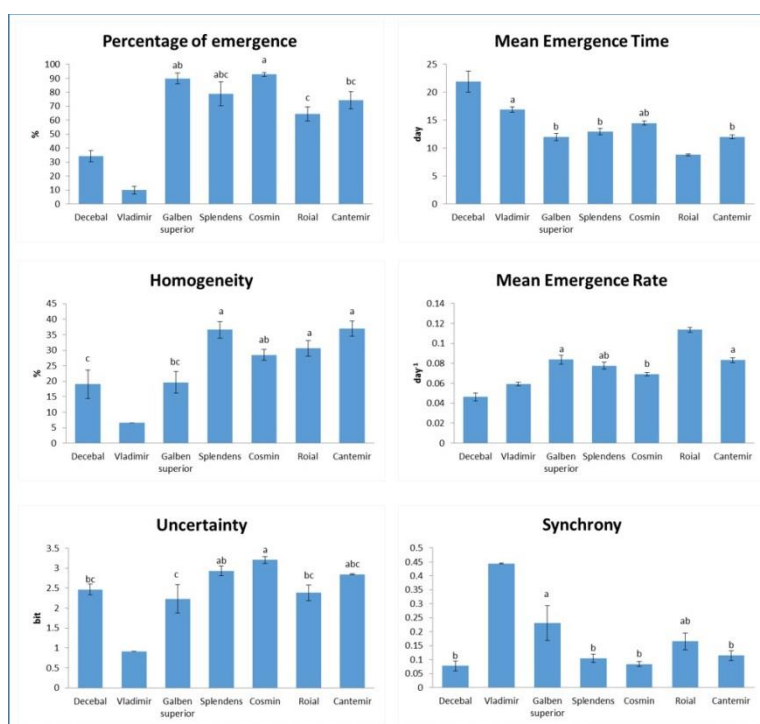 Percentage of emergence
100
90
80
70
60
50
40
30
20
10
0
%
ab
abc
a
c
bc
Decebal Vladimir Galben superior Splendens Cosmin Roial Cantemir
Mean Emergence Time
25
20
15
10
5
0
day
a
b
b
ab
b
Decebal Vladimir Galben superior Splendens Cosmin Roial Cantemir
Homogeneity
45
40
35
30
25
20
15
10
5
0
%
c
bc
a
ab
a
a
Decebal Vladimir Galben superior Splendens Cosmin Roial Cantemir
Mean Emergence Rate
0.14
0.12
0.1
0.08
0.06
0.04
0.02
0
day¹
a
ab
b
a
Decebal Vladimir Galben superior Splendens Cosmin Roial Cantemir
Uncertainty
3.5
3
2.5
2
1.5
1
0.5
0
bit
bc
c
ab
a
bc
abc
Decebal Vladimir Galben superior Splendens Cosmin Roial Cantemir
Synchrony
0.5
0.45
0.4
0.35
0.3
0.25
0.2
0.15
0.1
0.05
0
b
a
b
b
ab
b
Decebal Vladimir Galben superior Splendens Cosmin Roial Cantemir